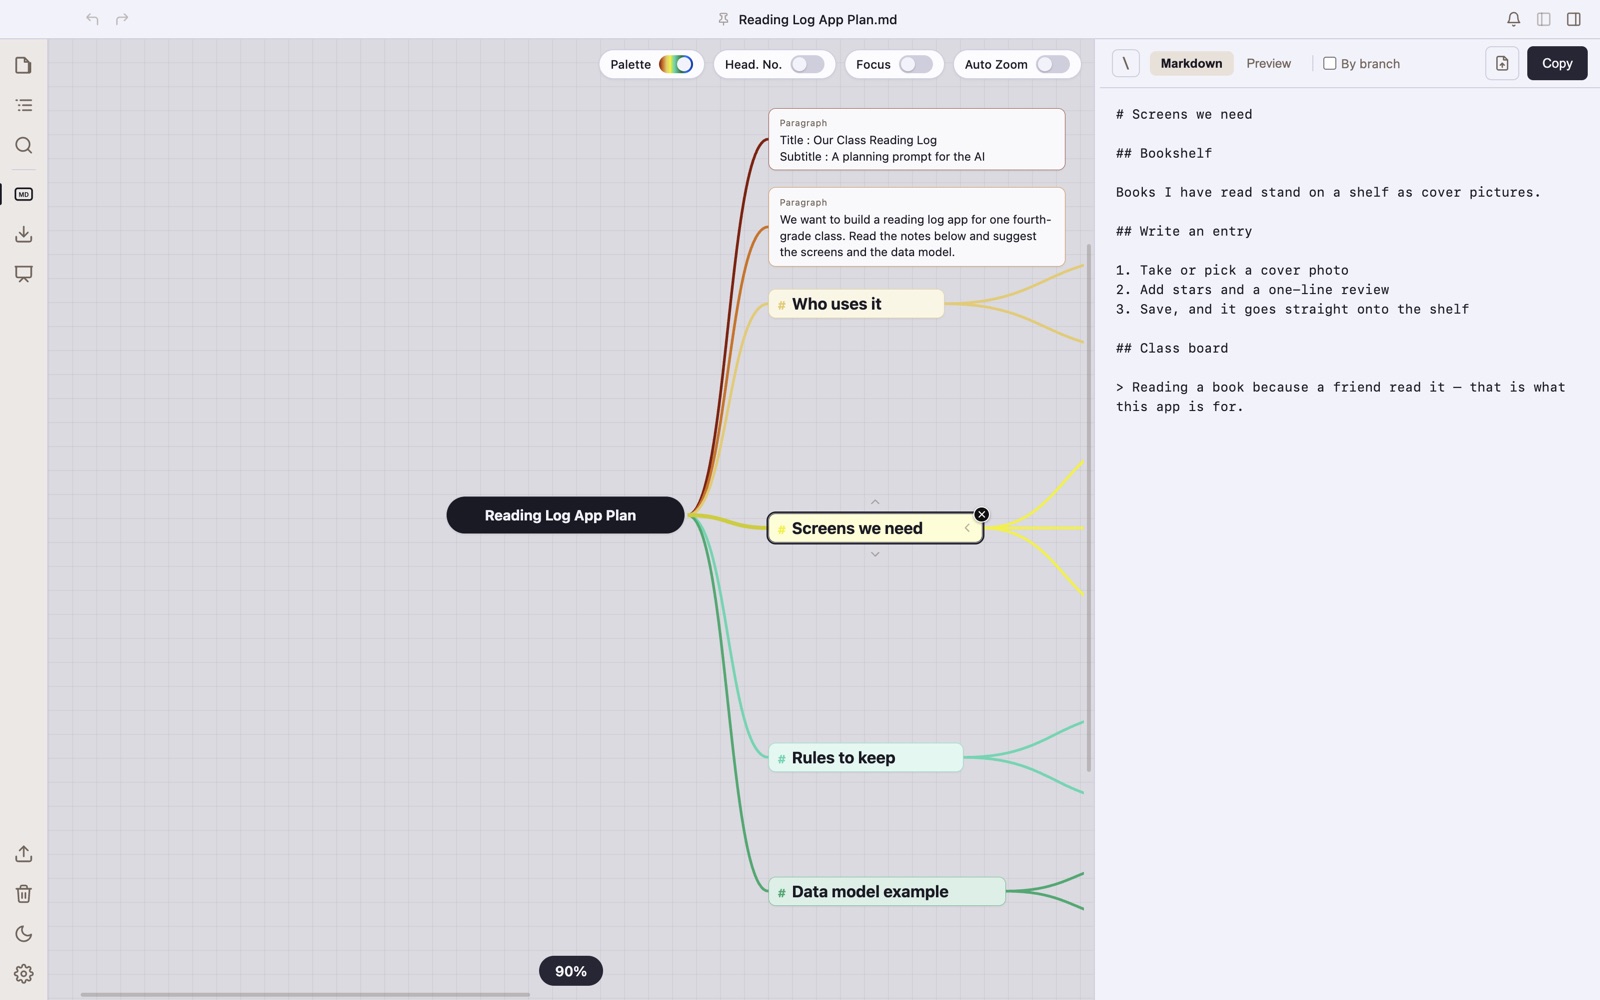 Reading Log App Plan.md
Palette
Head. No.
Focus
Auto Zoom
\
Markdown
Preview
By branch
Copy
MD
Paragraph
Title : Our Class Reading Log
Subtitle : A planning prompt for the AI
Paragraph
We want to build a reading log app for one fourth-
grade class. Read the notes below and suggest
the screens and the data model.
# Who uses it
Reading Log App Plan
# Screens we need
# Rules to keep
# Data model example
90%
# Screens we need
## Bookshelf
Books I have read stand on a shelf as cover pictures.
## Write an entry
1. Take or pick a cover photo
2. Add stars and a one-line review
3. Save, and it goes straight onto the shelf
## Class board
> Reading a book because a friend read it — that is what
this app is for.